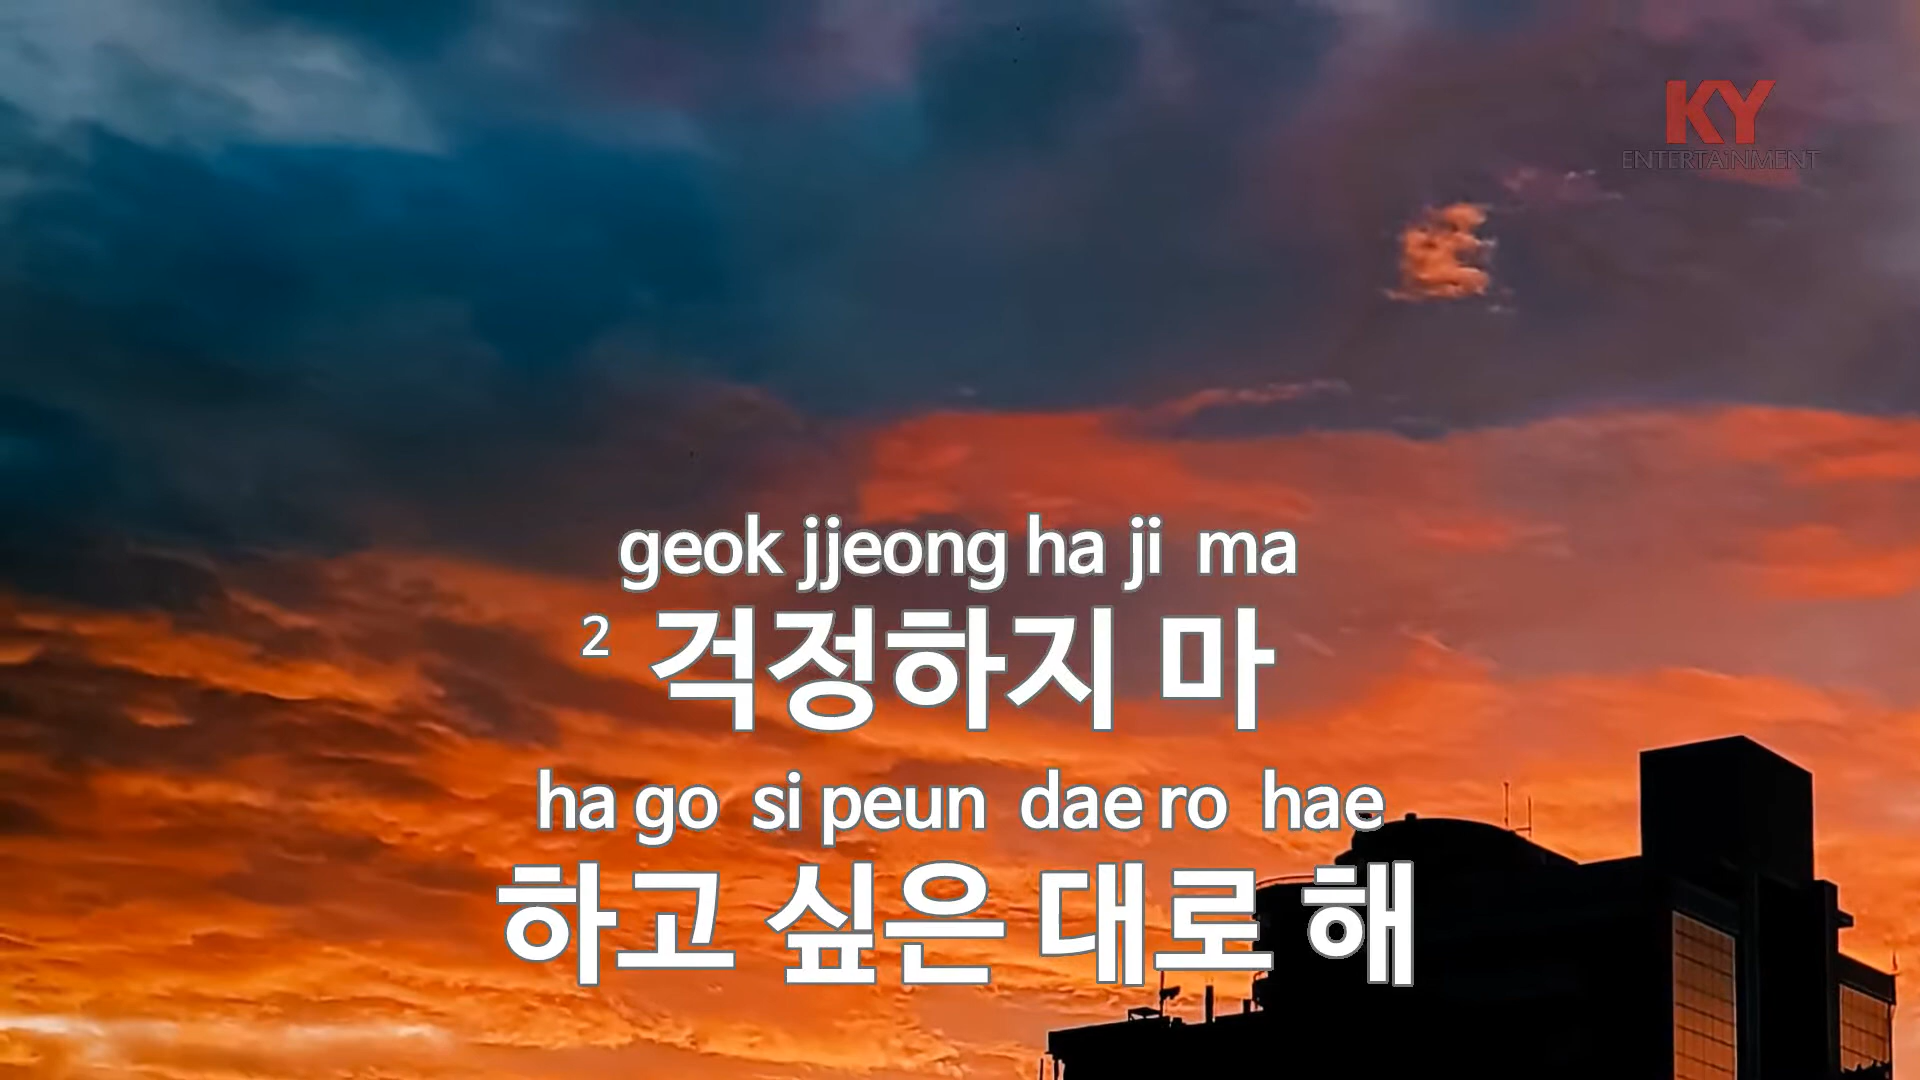 KY
ENTERTAINMENT
geok jjeong ha ji ma
2 걱정하지 마
ha go si peun dae ro hae
하고 싶은 대로 해